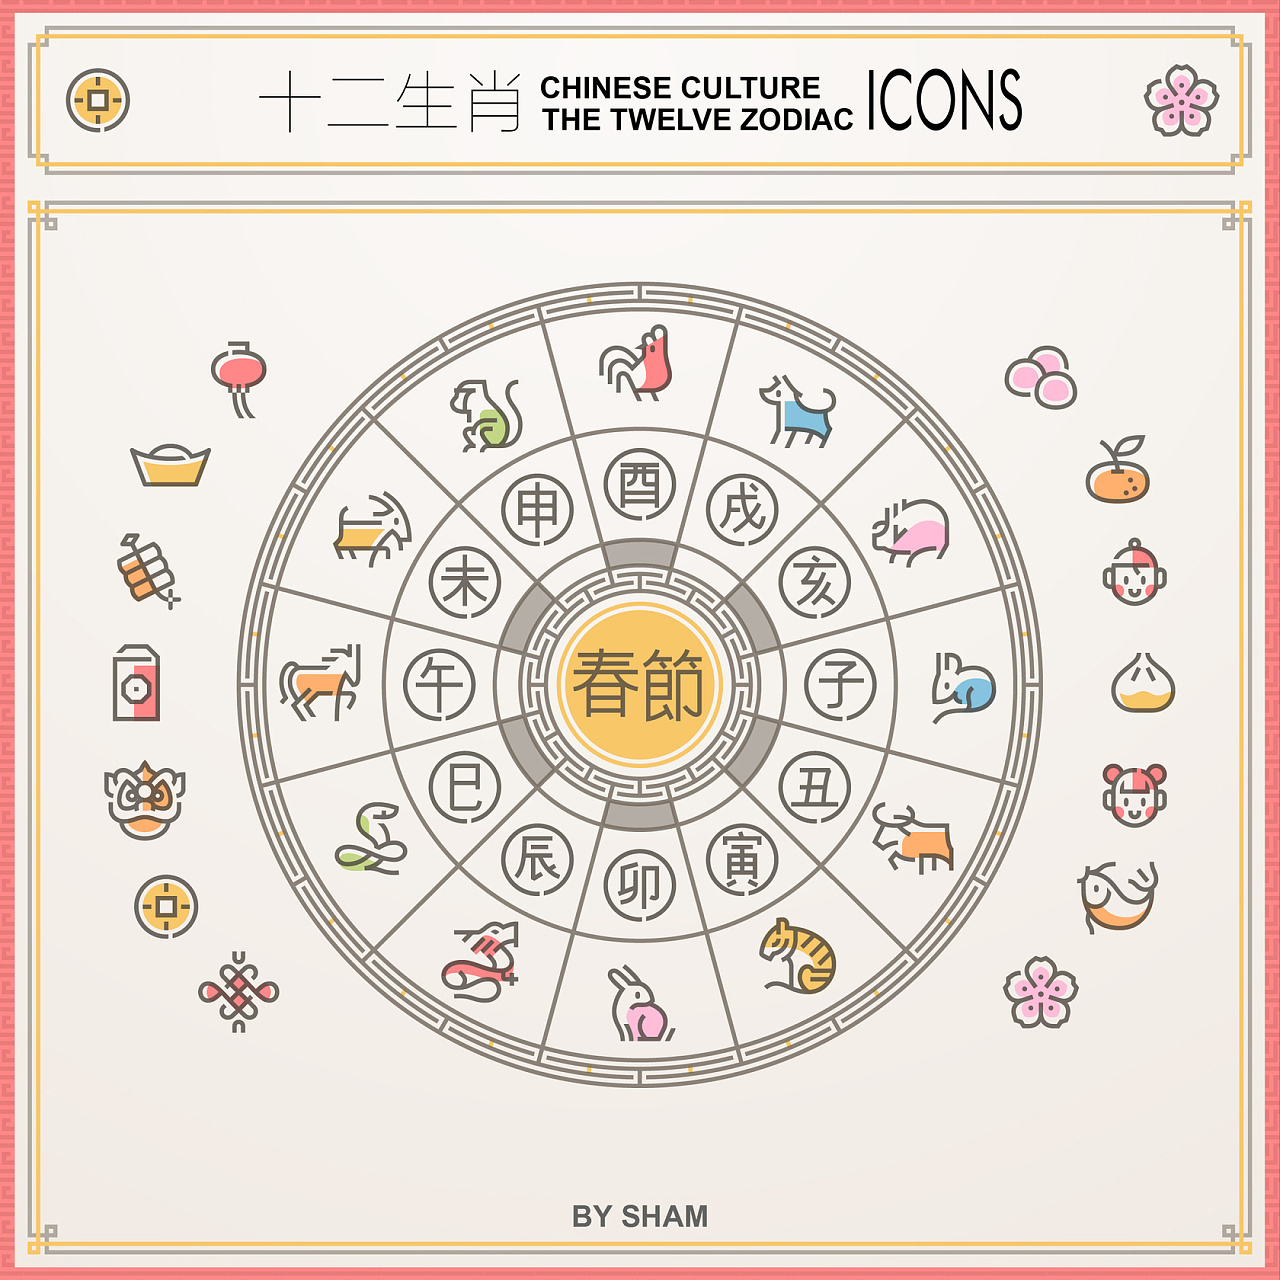 十二生肖
CHINESE CULTURE
THE TWELVE ZODIAC
ICONS
酉
戌
亥
子
丑
寅
卯
辰
巳
午
未
申
春節
BY SHAM